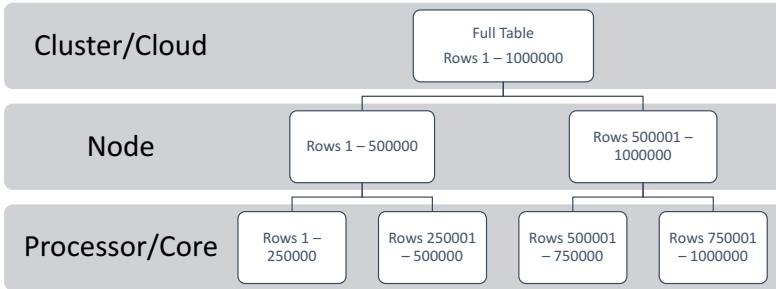 Cluster/Cloud
Full Table
Rows 1 – 1000000
Node
Rows 1 – 500000
Rows 500001 –
1000000
Processor/Core
Rows 1 –
250000
Rows 250001
– 500000
Rows 500001
– 750000
Rows 750001
– 1000000